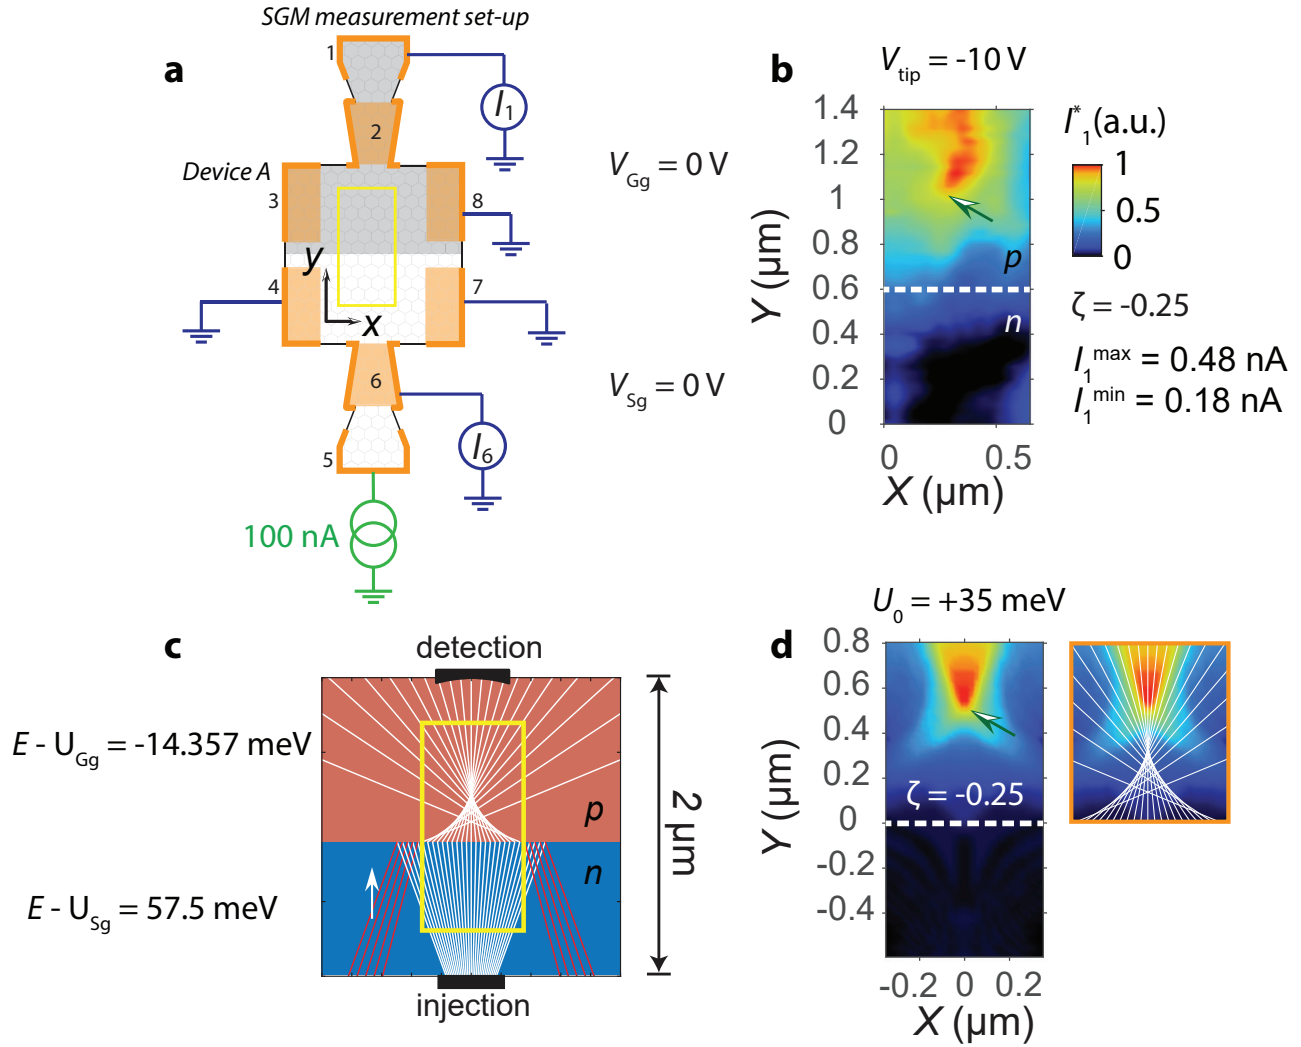 SGM measurement set-up
a
1
I1
2
Device A
3
8
y
x
4
7
6
I6
5
100 nA
VGg = 0 V
VSg = 0 V
b
Vtip = -10 V
1.4
1.2
1
0.8
0.6
0.4
0.2
0
Y (μm)
0
0.5
X (μm)
p
n
I*1(a.u.)
1
0.5
0
ζ = -0.25
I1max = 0.48 nA
I1min = 0.18 nA
c
detection
E - UGg = -14.357 meV
p
n
E - USg = 57.5 meV
2 μm
injection
d
U0 = +35 meV
0.8
0.6
0.4
0.2
0
-0.2
-0.4
Y (μm)
ζ = -0.25
-0.2
0
0.2
X (μm)